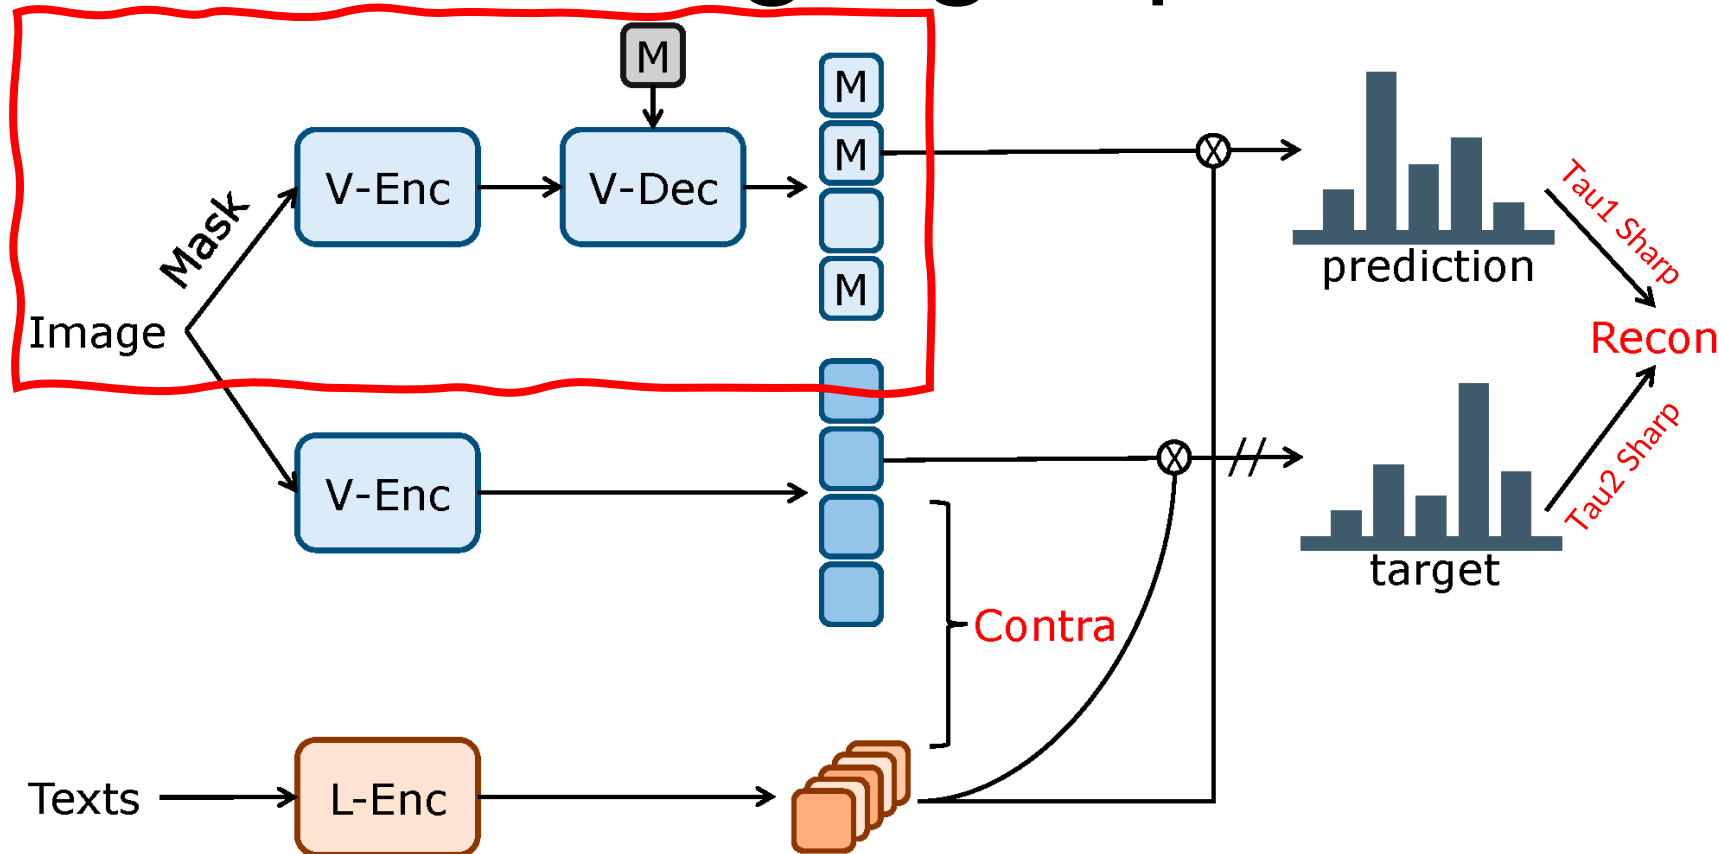 M
M
V-Enc
V-Dec
M
Mask
M
Image
prediction
Tau1 Sharp
Recon
V-Enc
Tau2 Sharp
target
Contra
Texts
L-Enc